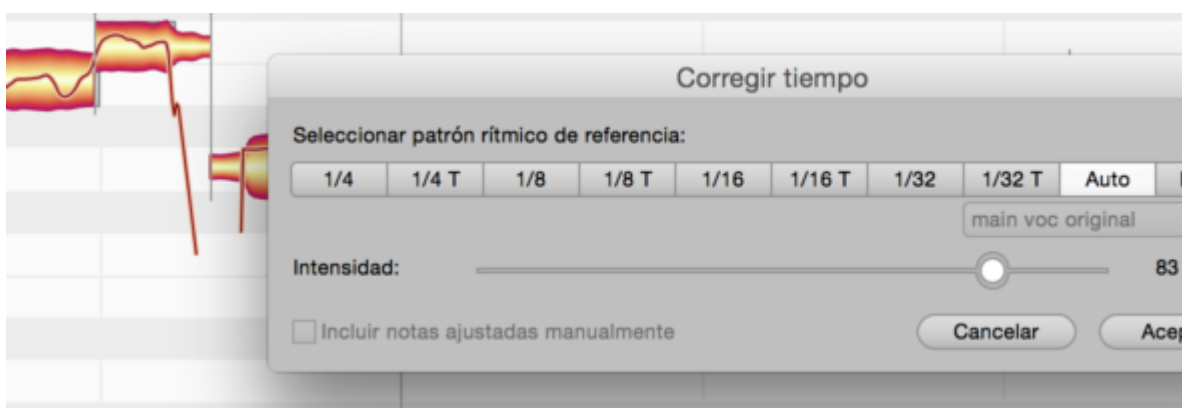 Corregir tiempo
Seleccionar patrón rítmico de referencia:
1/4 1/4 T 1/8 1/8 T 1/16 1/16 T 1/32 1/32 T Auto
main voc original
Intensidad: 83
Incluir notas ajustadas manualmente
Cancelar